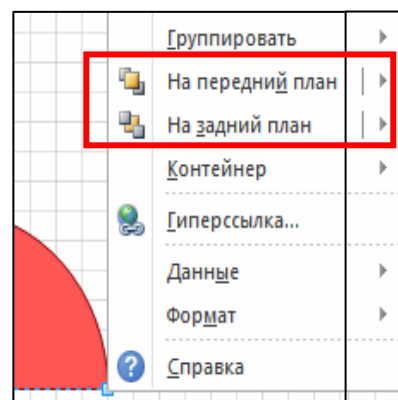 Группировать
На передний план
На задний план
Контейнер
Гиперссылка...
Данные
Формат
Справка